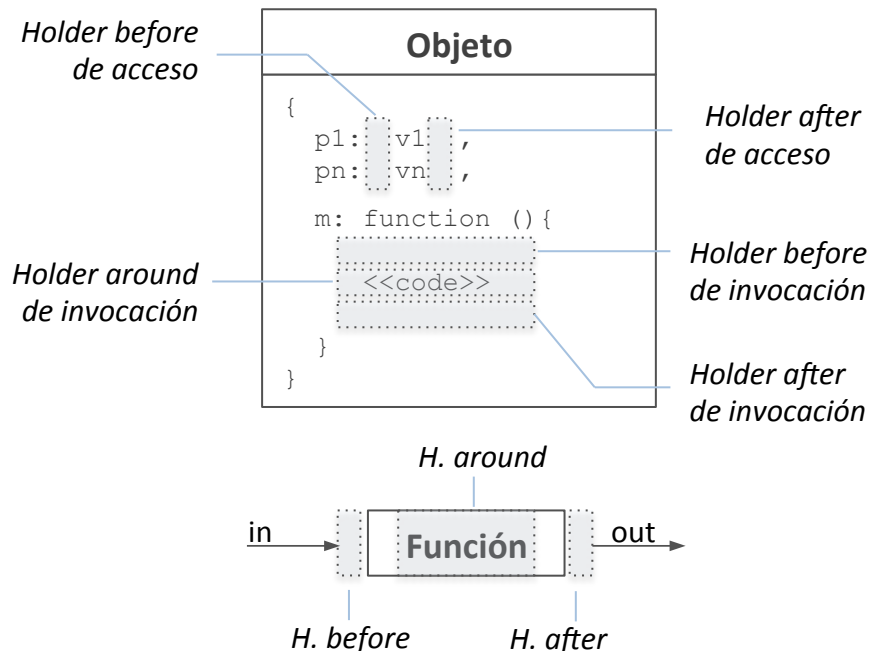 Holder before
de acceso
Objeto
{
p1: v1 ,
pn: vn ,
Holder after
de acceso
m: function (){
Holder before
de invocación
Holder around
de invocación
<<code>>
}
}
Holder after
de invocación
H. around
in
Función
out
H. before
H. after